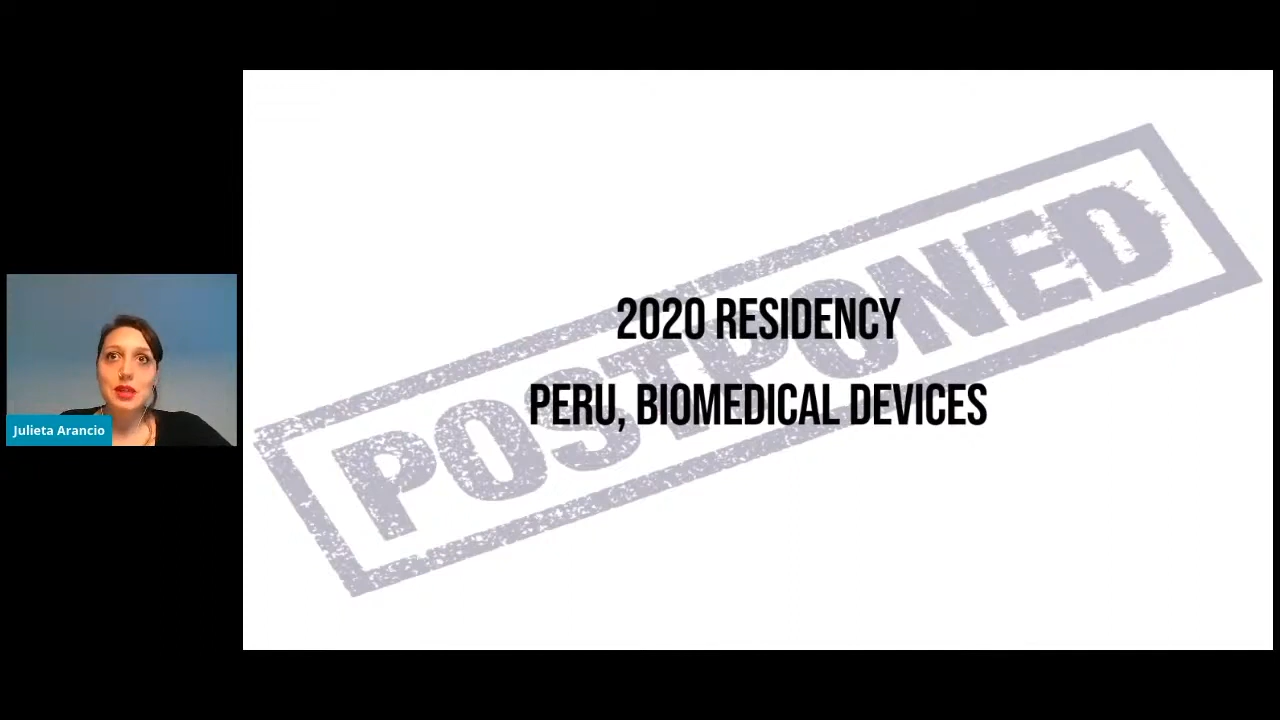 Julieta Arancio
POSTPONED
2020 RESIDENCY
PERU, BIOMEDICAL DEVICES